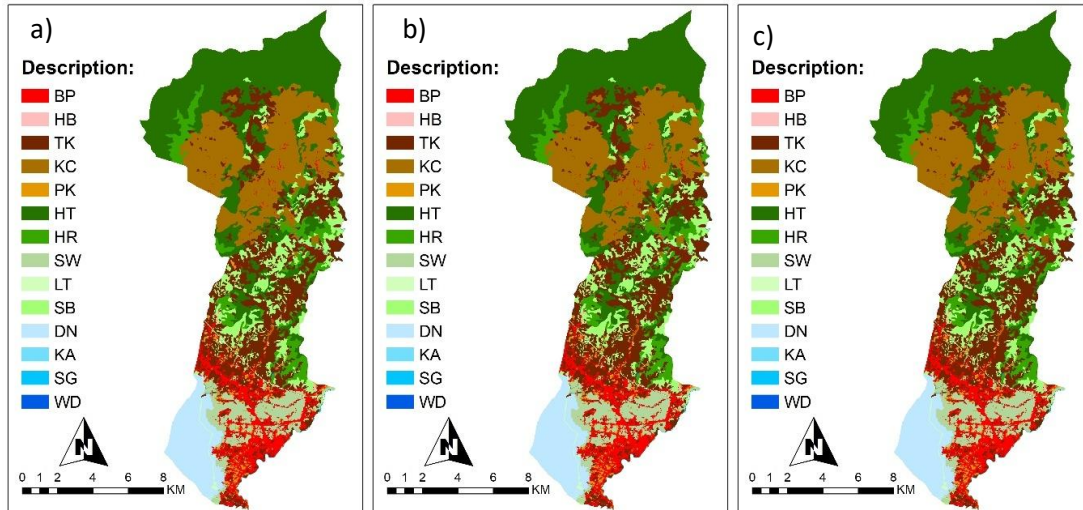 a)
Description:
BP
HB
TK
KC
PK
HT
HR
SW
LT
SB
DN
KA
SG
WD
N
0 1 2 4 6 8
KM
b)
Description:
BP
HB
TK
KC
PK
HT
HR
SW
LT
SB
DN
KA
SG
WD
N
0 1 2 4 6 8
KM
c)
Description:
BP
HB
TK
KC
PK
HT
HR
SW
LT
SB
DN
KA
SG
WD
N
0 1 2 4 6 8
KM